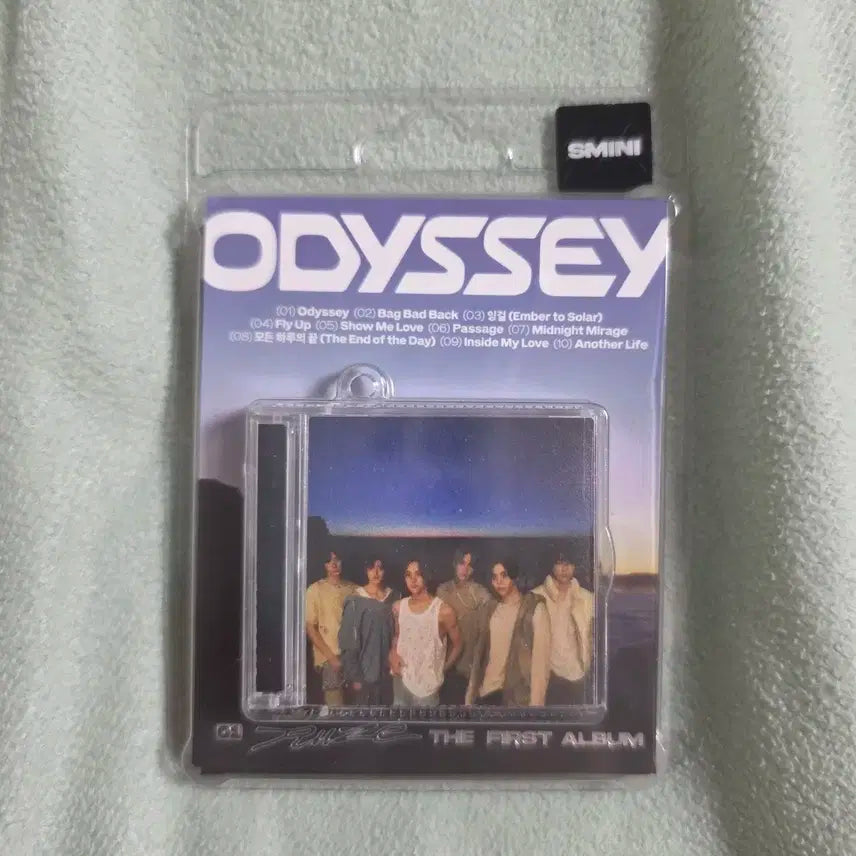 SMINI
ODYSSEY
(01) Odyssey (02) Bag Bad Back (03) 잉걸 (Ember to Solar)
(04) Fly Up (05) Show Me Love (06) Passage (07) Midnight Mirage
(08) 모든 하루의 끝 (The End of the Day) (09) Inside My Love (10) Another Life
THE FIRST ALBUM